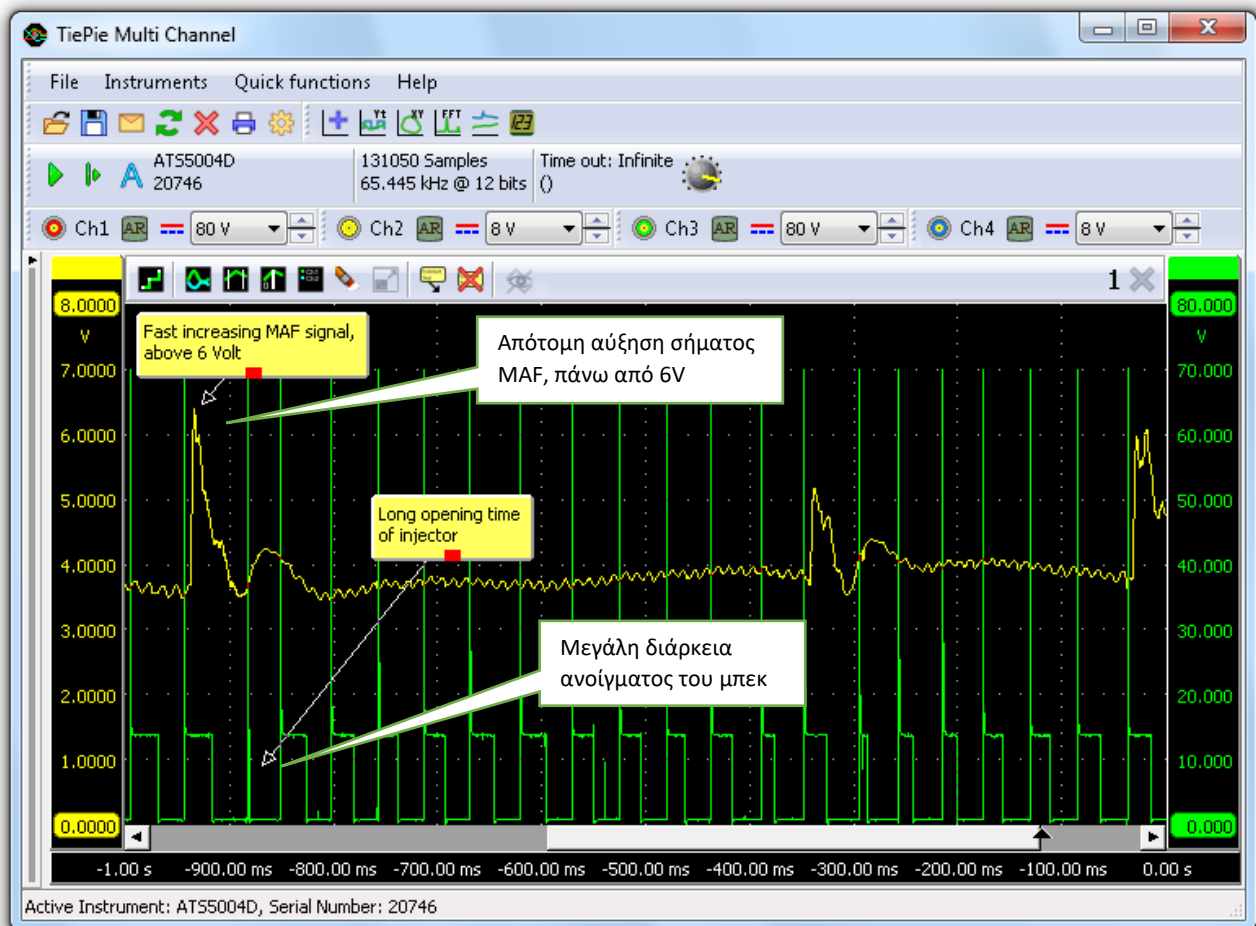 TiePie Multi Channel
File Instruments Quick functions Help
Yt XY FFT 123
ATS5004D
20746
131050 Samples
65.445 kHz @ 12 bits
Time out: Infinite
()
Ch1 AR 80 V Ch2 AR 8 V Ch3 AR 80 V Ch4 AR 8 V
1
8.0000
V
7.0000
6.0000
5.0000
4.0000
3.0000
2.0000
1.0000
0.0000
Fast increasing MAF signal,
above 6 Volt
Απότομη αύξηση σήματος
MAF, πάνω από 6V
Long opening time
of injector
Μεγάλη διάρκεια
ανοίγματος του μπεκ
80.000
V
70.000
60.000
50.000
40.000
30.000
20.000
10.000
0.000
-1.00 s -900.00 ms -800.00 ms -700.00 ms -600.00 ms -500.00 ms -400.00 ms -300.00 ms -200.00 ms -100.00 ms 0.00 s
Active Instrument: ATS5004D, Serial Number: 20746